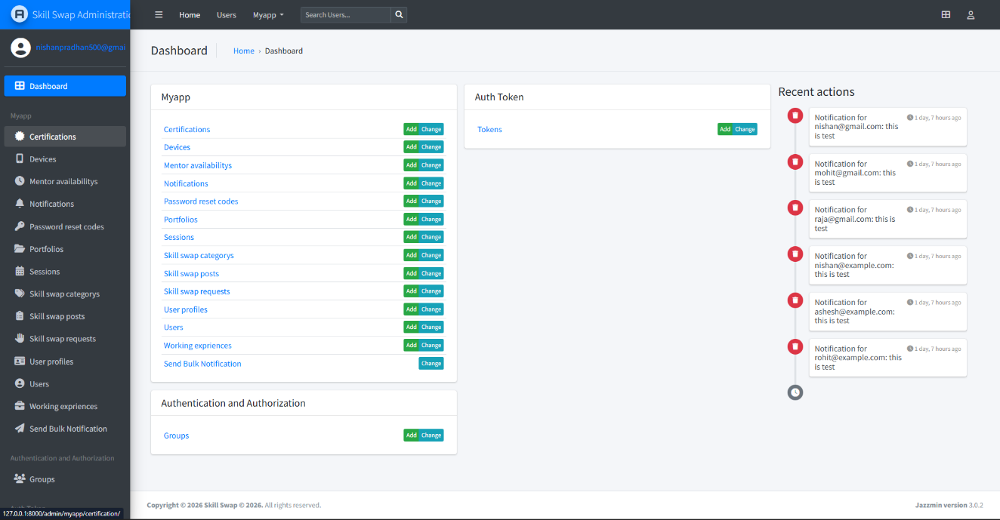 Skill Swap Administratic
Home
Users
Myapp
Search Users...
nishanpradhan500@gmai
Dashboard
Myapp
Certifications
Devices
Mentor availabilitys
Notifications
Password reset codes
Portfolios
Sessions
Skill swap categorys
Skill swap posts
Skill swap requests
User profiles
Users
Working expriences
Send Bulk Notification
Authentication and Authorization
Groups
127.0.0.1:8000/admin/myapp/certification/
Dashboard
Home › Dashboard
Myapp
Certifications Add Change
Devices Add Change
Mentor availabilitys Add Change
Notifications Add Change
Password reset codes Add Change
Portfolios Add Change
Sessions Add Change
Skill swap categorys Add Change
Skill swap posts Add Change
Skill swap requests Add Change
User profiles Add Change
Users Add Change
Working expriences Add Change
Send Bulk Notification Change
Authentication and Authorization
Groups Add Change
Auth Token
Tokens Add Change
Recent actions
Notification for 1 day, 7 hours ago
nishan@gmail.com: this
is test
Notification for 1 day, 7 hours ago
mohit@gmail.com: this
is test
Notification for 1 day, 7 hours ago
raja@gmail.com: this is
test
Notification for 1 day, 7 hours ago
nishan@example.com:
this is test
Notification for 1 day, 7 hours ago
ashesh@example.com:
this is test
Notification for 1 day, 7 hours ago
rohit@example.com: this
is test
Copyright © 2026 Skill Swap © 2026. All rights reserved.
Jazzmin version 3.0.2